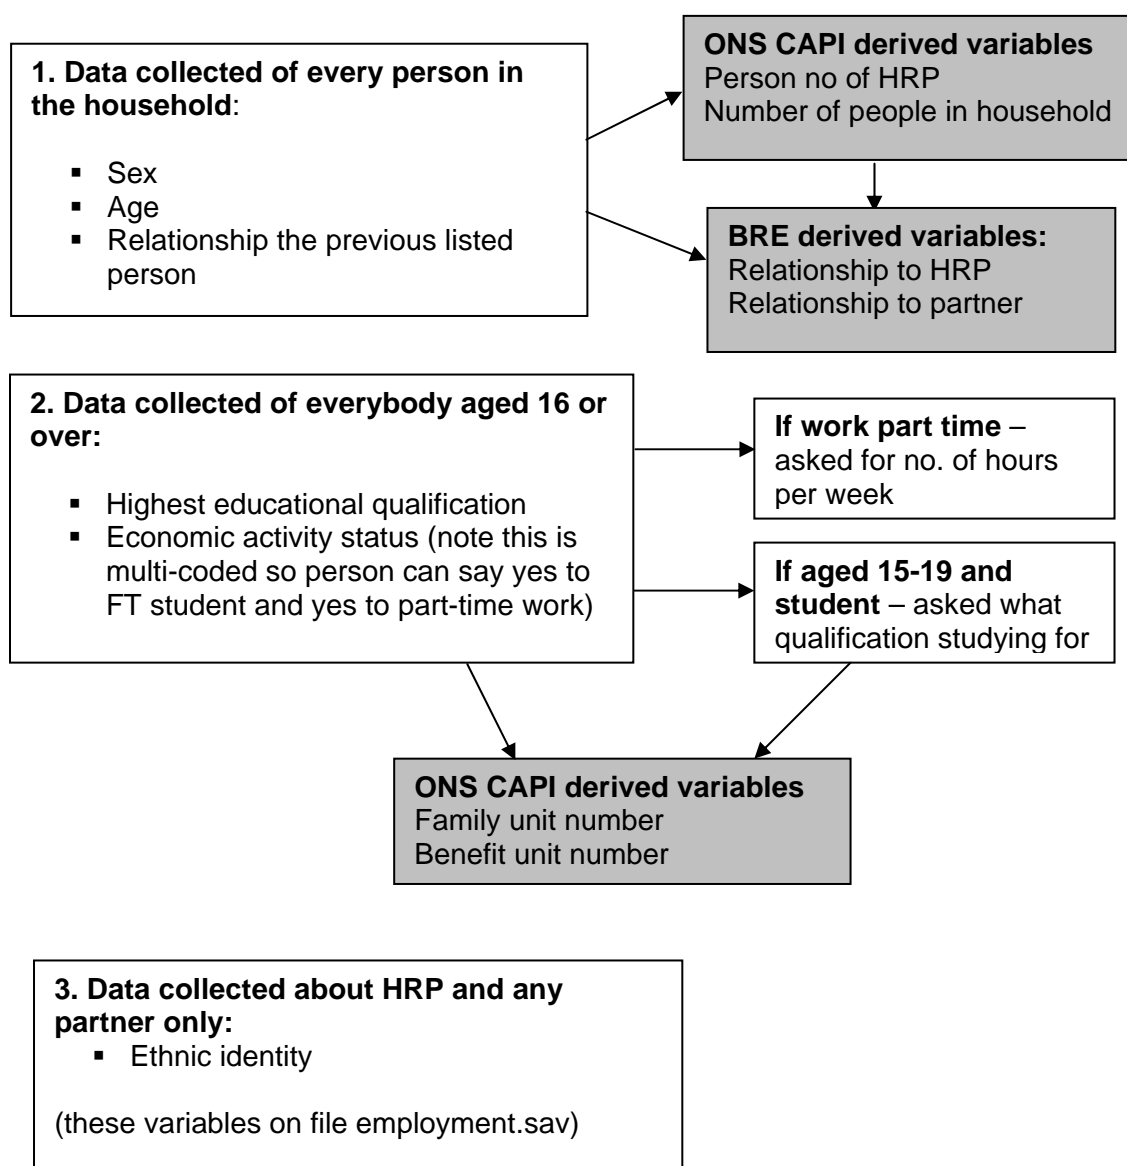 1. Data collected of every person in
the household:
▪ Sex
▪ Age
▪ Relationship the previous listed
person
ONS CAPI derived variables
Person no of HRP
Number of people in household
BRE derived variables:
Relationship to HRP
Relationship to partner
2. Data collected of everybody aged 16 or
over:
▪ Highest educational qualification
▪ Economic activity status (note this is
multi-coded so person can say yes to
FT student and yes to part-time work)
If work part time –
asked for no. of hours
per week
If aged 15-19 and
student – asked what
qualification studying for
ONS CAPI derived variables
Family unit number
Benefit unit number
3. Data collected about HRP and any
partner only:
▪ Ethnic identity
(these variables on file employment.sav)